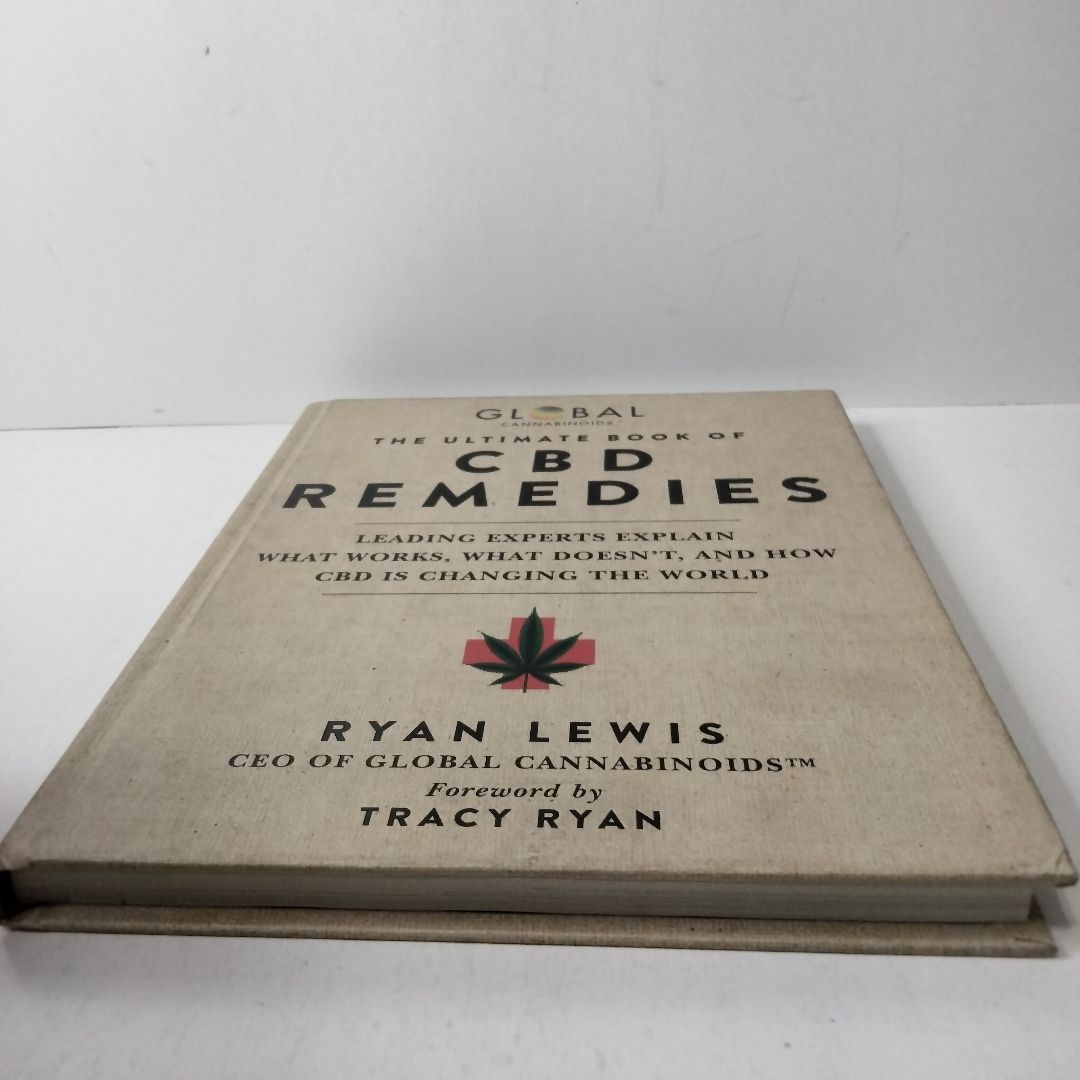 GLOBAL
CANNABINOIDS
THE ULTIMATE BOOK OF
CBD
REMEDIES
LEADING EXPERTS EXPLAIN
WHAT WORKS, WHAT DOESN'T, AND HOW
CBD IS CHANGING THE WORLD
RYAN LEWIS
CEO OF GLOBAL CANNABINOIDS™
Foreword by
TRACY RYAN